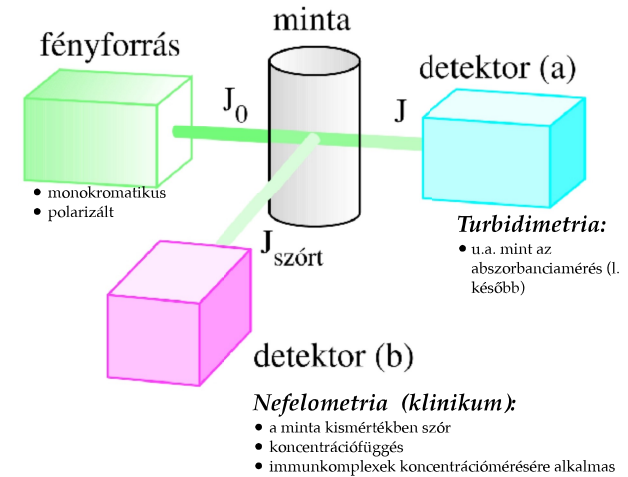 minta
fényforrás
detektor (a)
J0
J
• monokromatikus
• polarizált
Turbidimetria:
• u.a. mint az
abszorbanciamérés (l.
később)
Jszórt
detektor (b)
Nefelometria (klinikum):
• a minta kismértékben szór
• koncentrációfüggés
• immunkomplexek koncentrációmérésére alkalmas